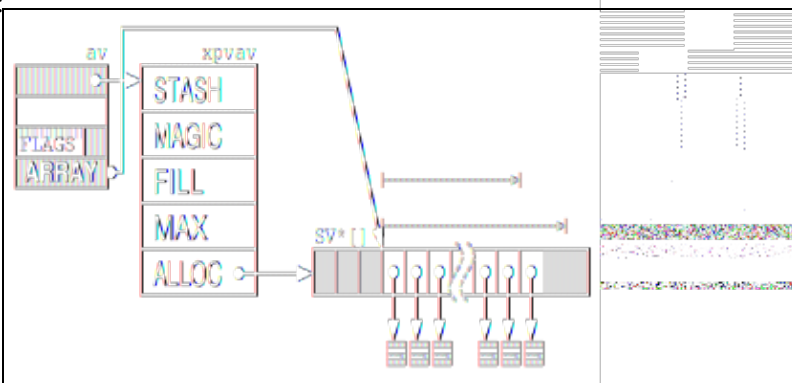 av
xpvav
STASH
MAGIC
FLAGS
FILL
ARRAY
MAX
SV*[]
ALLOC